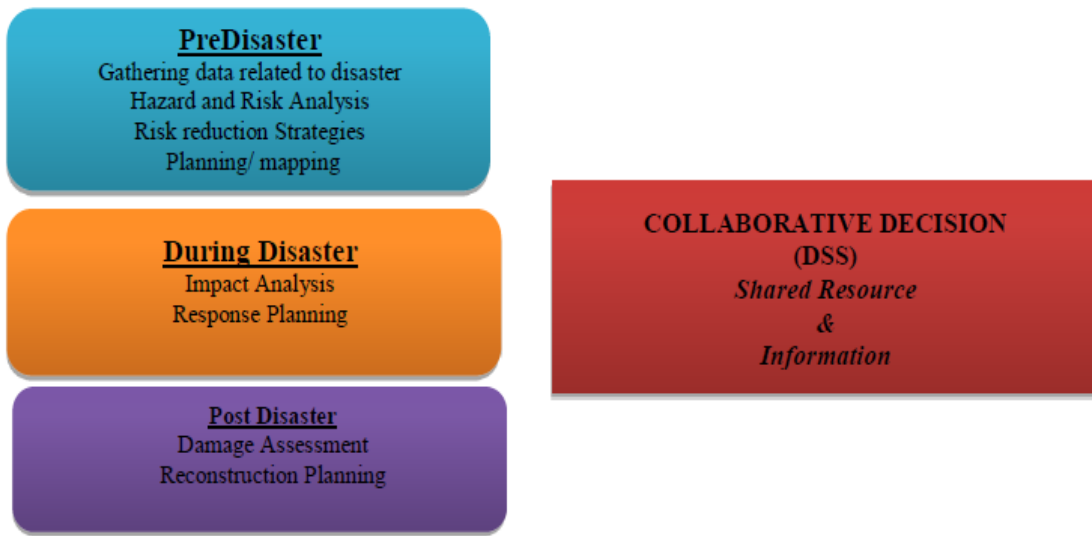 PreDisaster
Gathering data related to disaster
Hazard and Risk Analysis
Risk reduction Strategies
Planning/ mapping
During Disaster
Impact Analysis
Response Planning
Post Disaster
Damage Assessment
Reconstruction Planning
COLLABORATIVE DECISION
(DSS)
Shared Resource
&
Information